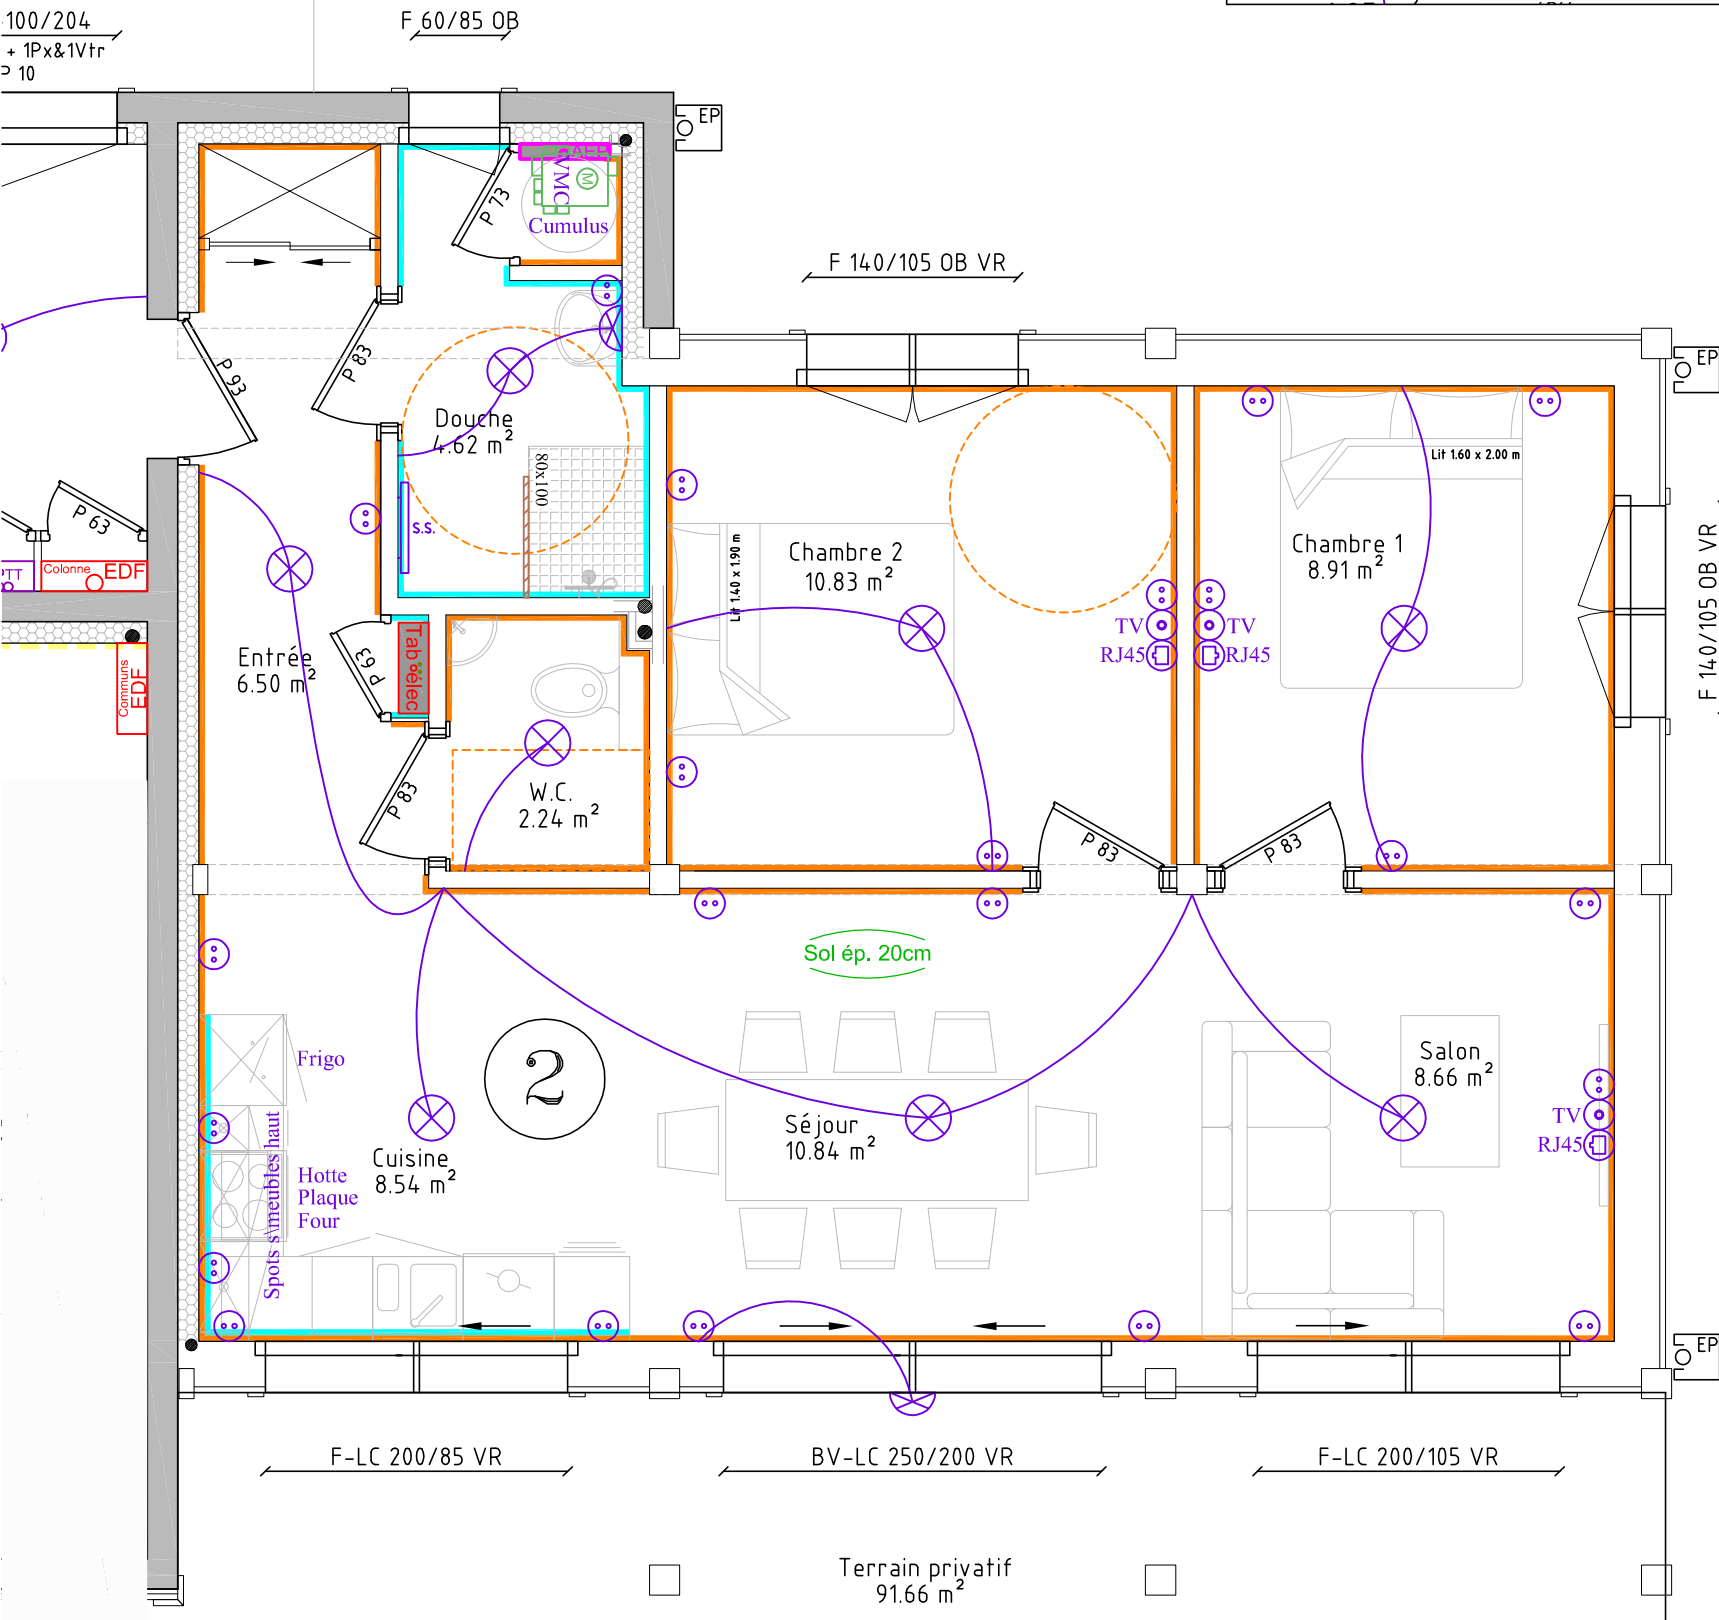 100/204
+ 1Px&1Vtr
P 10
F 60/85 OB
EP
VMC
M
Cumulus
P 73
F 140/105 OB VR
P 93
P 83
Douche
4.62 m²
80x100
S.S.
P 63
Colonne EDF
Communs
EDF
Entrée
6.50 m²
P 63
Tab élec
P 83
W.C.
2.24 m²
Chambre 2
10.83 m²
Lit 1.40 x 1.90 m
TV
RJ45
P 83
Chambre 1
8.91 m²
Lit 1.60 x 2.00 m
TV
RJ45
P 83
EP
F 140/105 OB VR
Sol ép. 20cm
Frigo
Spots s\meubles haut
Hotte
Plaque
Four
Cuisine
8.54 m²
2
Séjour
10.84 m²
Salon
8.66 m²
TV
RJ45
EP
F-LC 200/85 VR
BV-LC 250/200 VR
F-LC 200/105 VR
Terrain privatif
91.66 m²